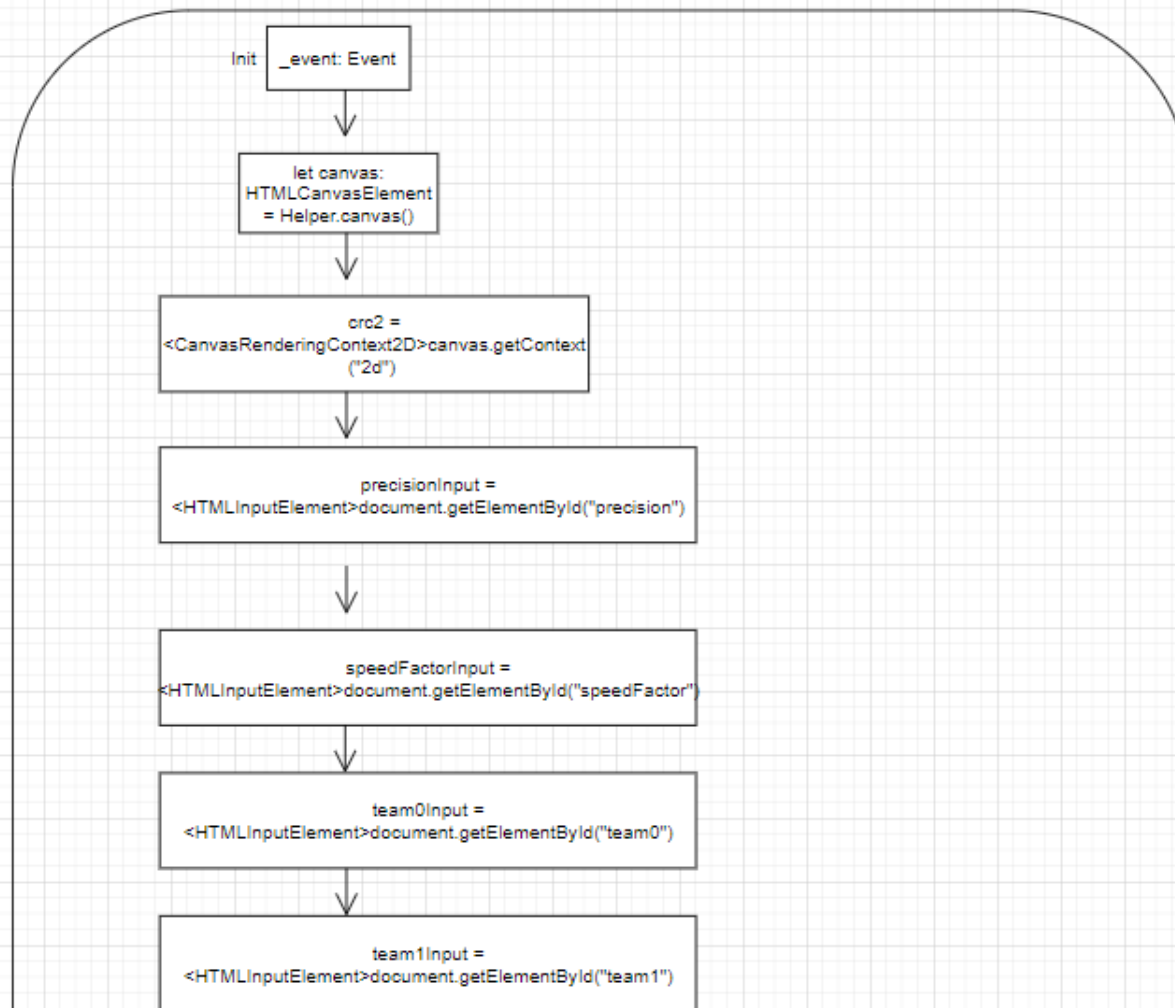 Init
_event: Event
let canvas:
HTMLCanvasElement
= Helper.canvas()
crc2 =
<CanvasRenderingContext2D>canvas.getContext
("2d")
precisionInput =
<HTMLInputElement>document.getElementById("precision")
speedFactorInput =
<HTMLInputElement>document.getElementById("speedFactor")
team0Input =
<HTMLInputElement>document.getElementById("team0")
team1Input =
<HTMLInputElement>document.getElementById("team1")